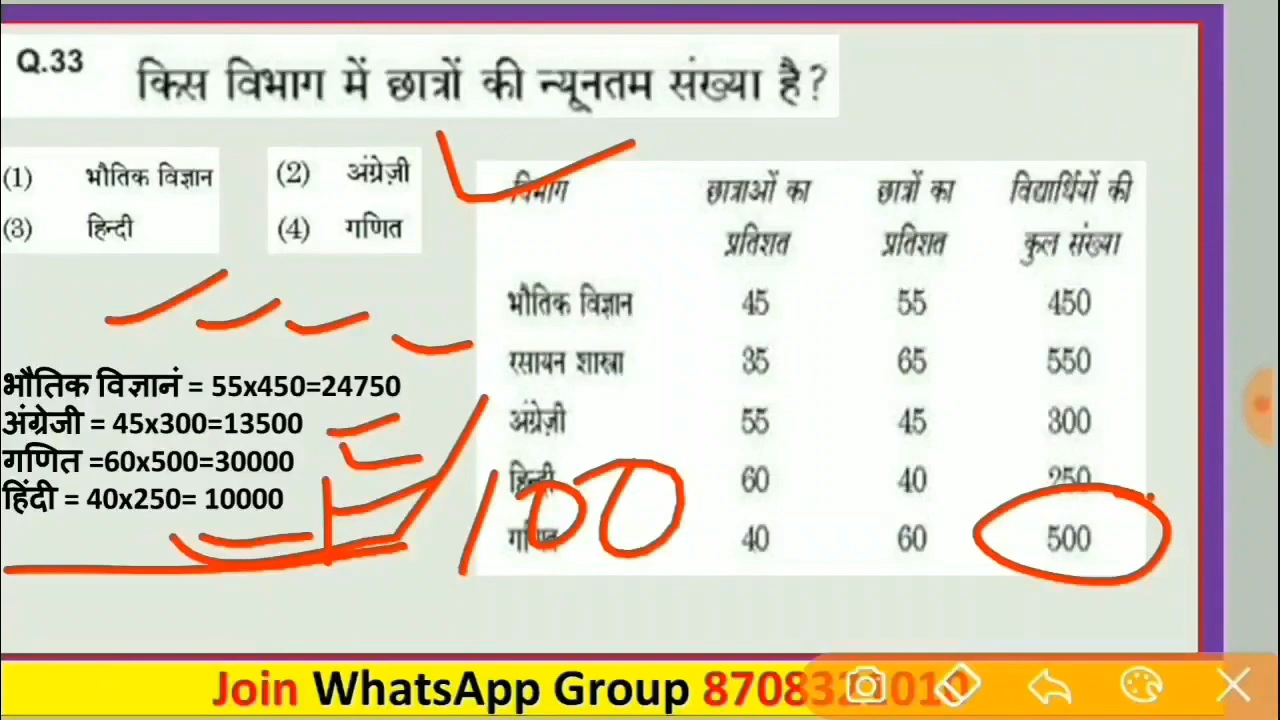 Q.33 किस विभाग में छात्रों की न्यूनतम संख्या है?
(1) भौतिक विज्ञान (2) अंग्रेज़ी
(3) हिन्दी (4) गणित
विभाग छात्राओं का छात्रों का विद्यार्थियों की
प्रतिशत प्रतिशत कुल संख्या
भौतिक विज्ञान 45 55 450
रसायन शास्त्रा 35 65 550
अंग्रेज़ी 55 45 300
हिन्दी 60 40 250
गणित 40 60 500
भौतिक विज्ञानं = 55x450=24750
अंग्रेजी = 45x300=13500
गणित =60x500=30000
हिंदी = 40x250= 10000
100
Join WhatsApp Group